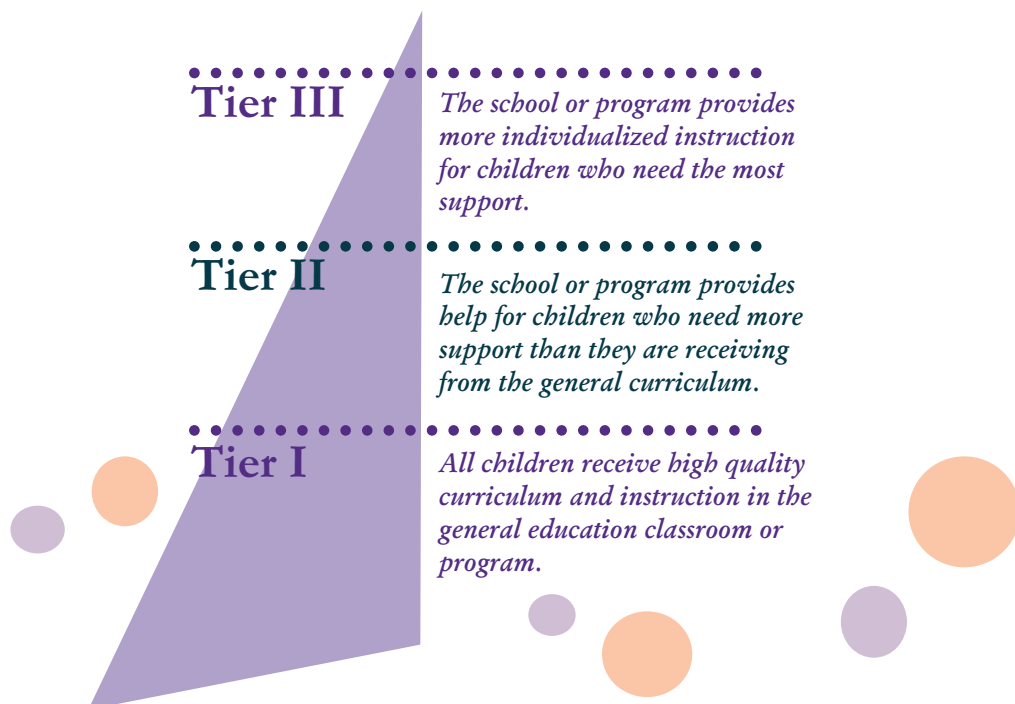 Tier III
The school or program provides
more individualized instruction
for children who need the most
support.
Tier II
The school or program provides
help for children who need more
support than they are receiving
from the general curriculum.
Tier I
All children receive high quality
curriculum and instruction in the
general education classroom or
program.